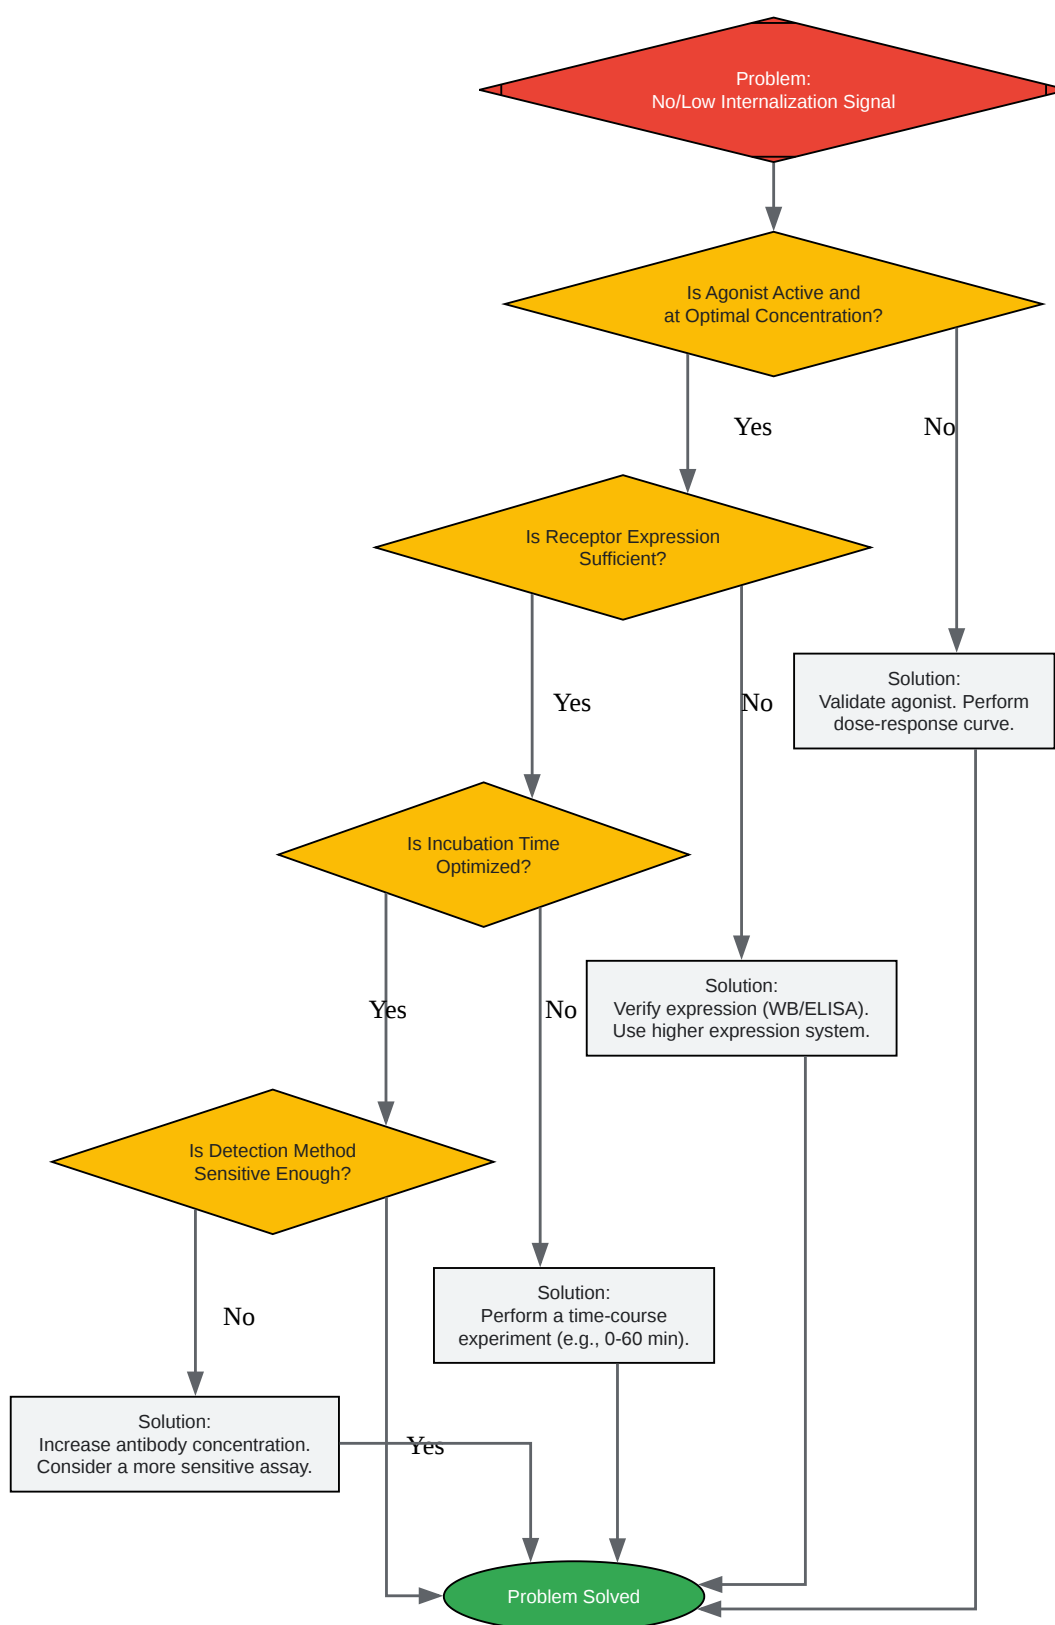 Problem:
No/Low Internalization Signal
Is Agonist Active and
at Optimal Concentration?
Yes
No
Is Receptor Expression
Sufficient?
Solution:
Validate agonist. Perform
dose-response curve.
Yes
No
Is Incubation Time
Optimized?
Solution:
Verify expression (WB/ELISA).
Use higher expression system.
Yes
No
Is Detection Method
Sensitive Enough?
Solution:
Perform a time-course
experiment (e.g., 0-60 min).
No
Solution:
Increase antibody concentration.
Consider a more sensitive assay.
Yes
Problem Solved